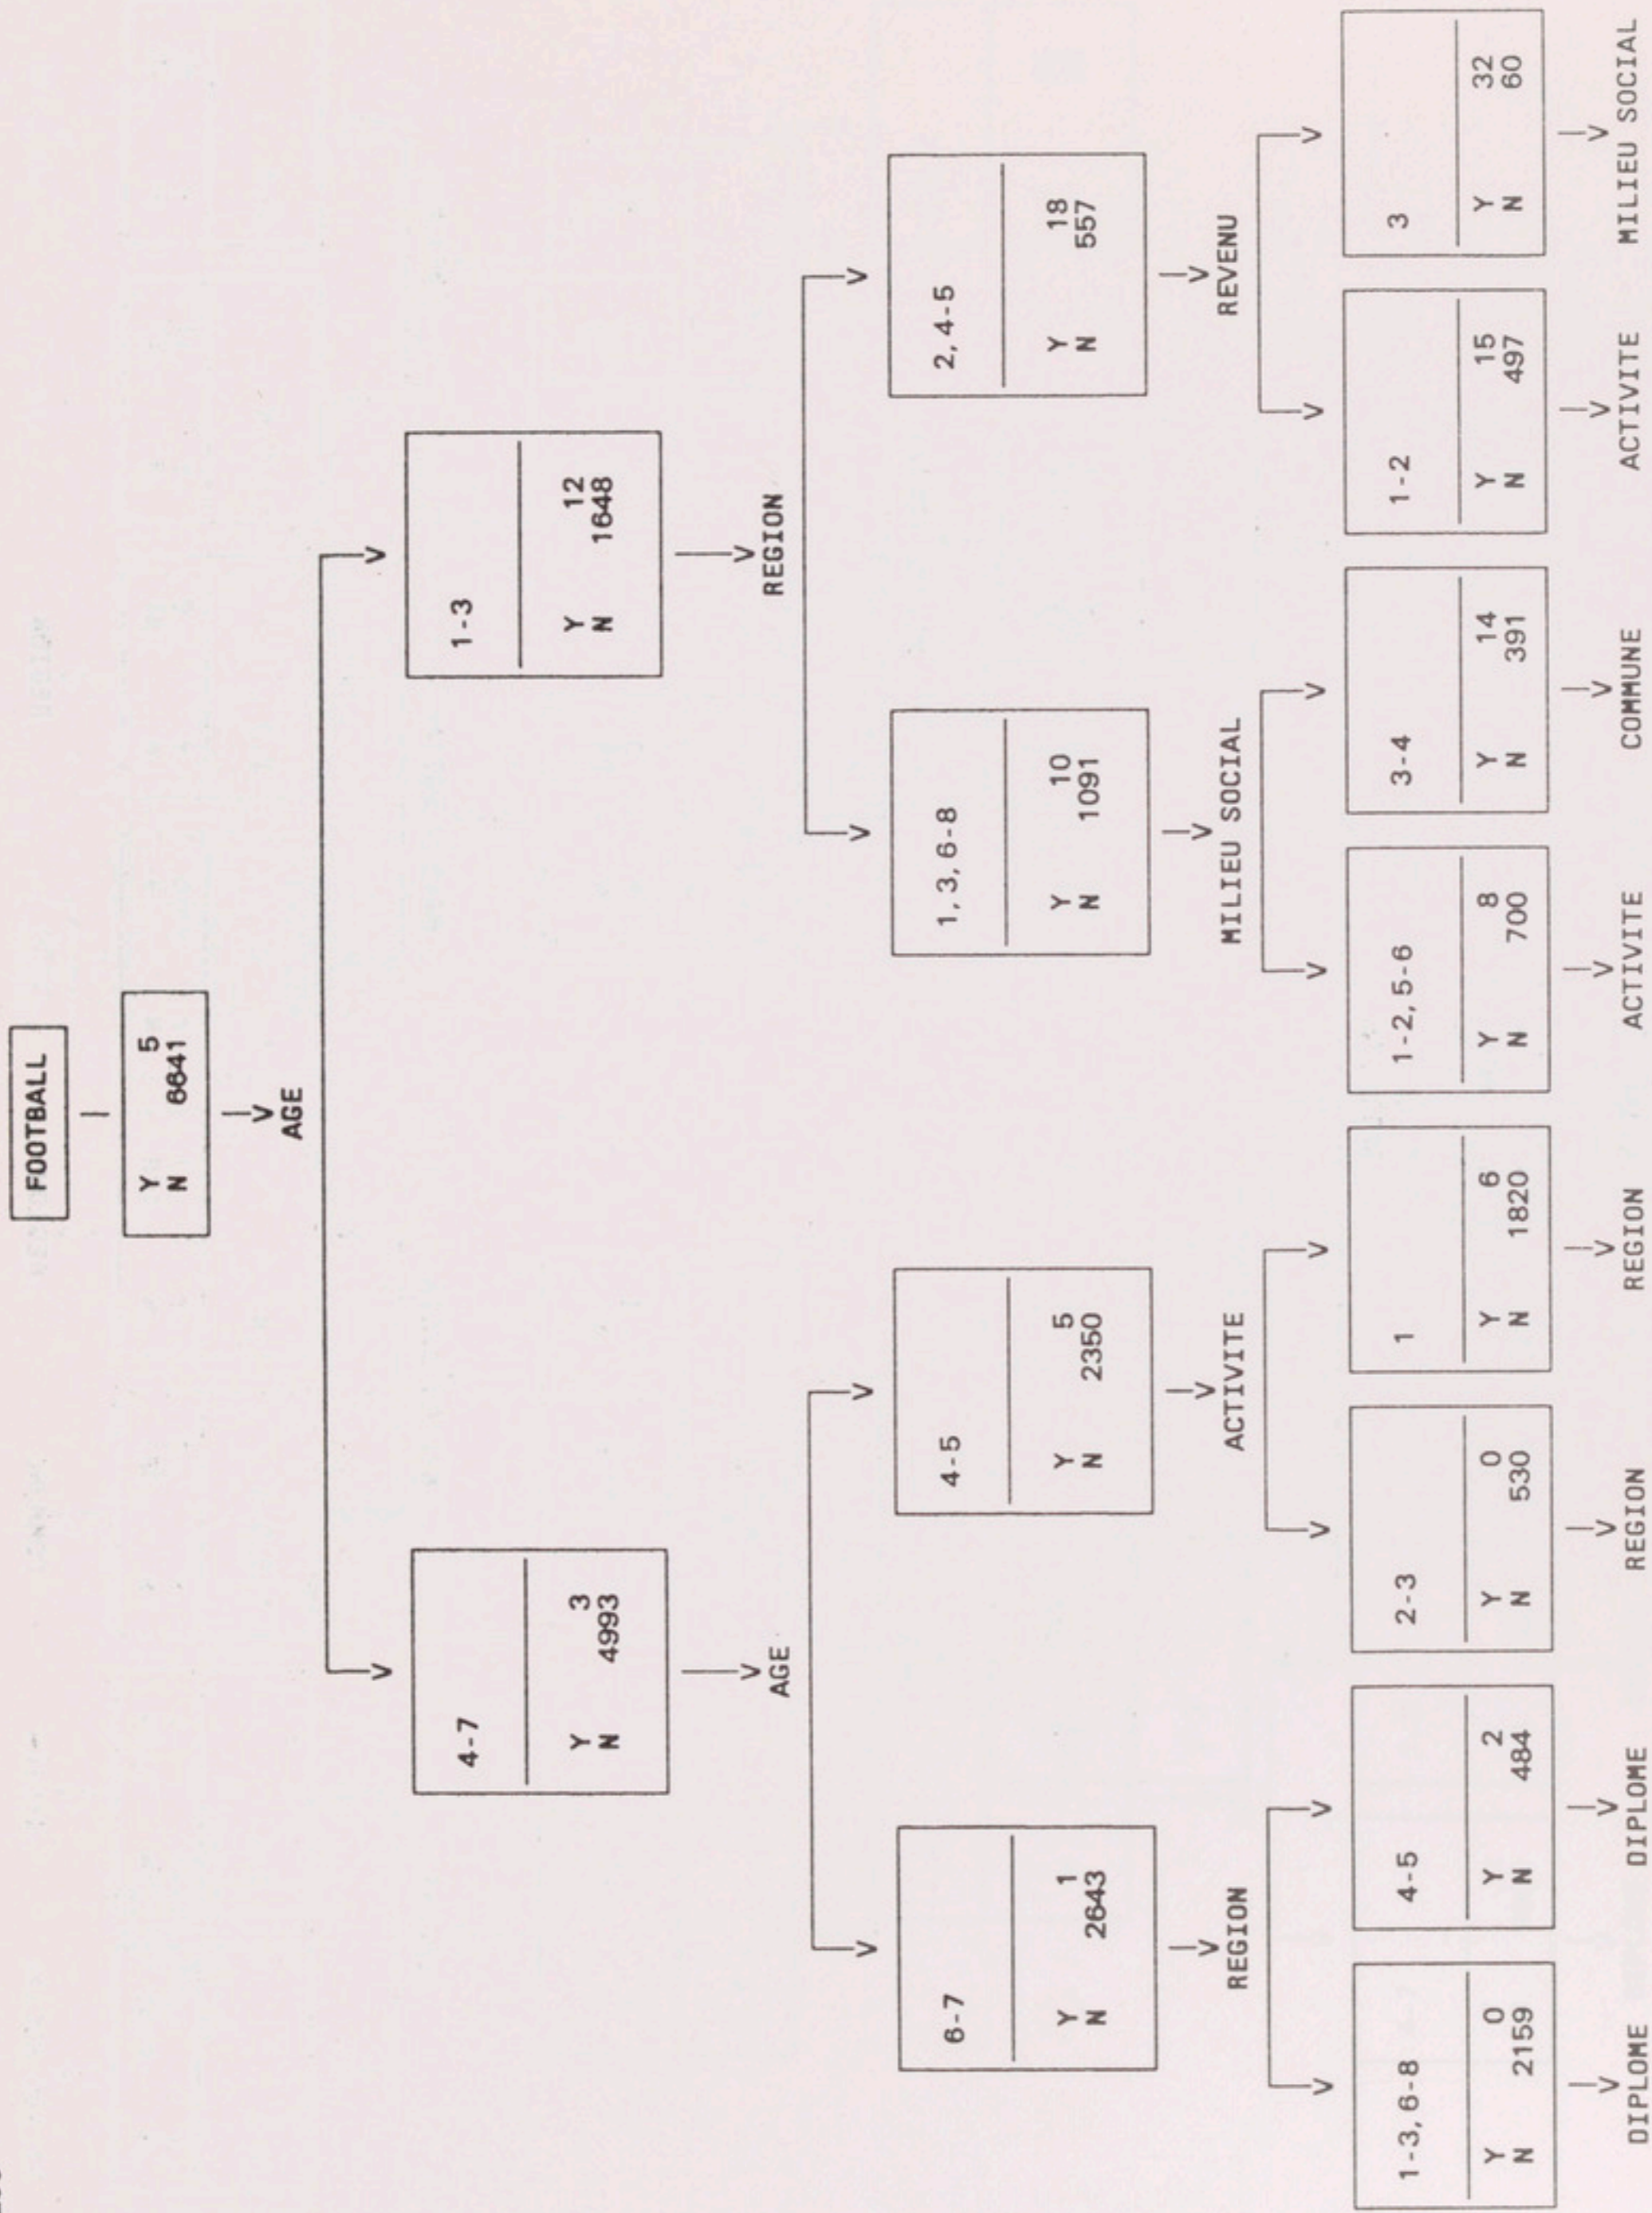 FOOTBALL
Y 5
N 6641
AGE
4-7
Y 3
N 4993
1-3
Y 12
N 1648
AGE
REGION
6-7
Y 1
N 2643
4-5
Y 5
N 2350
1,3,6-8
Y 10
N 1091
2,4-5
Y 18
N 557
REGION
ACTIVITE
MILIEU SOCIAL
REVENU
1-3,6-8
Y 0
N 2159
4-5
Y 2
N 484
2-3
Y 0
N 530
1
Y 6
N 1820
1-2,5-6
Y 8
N 700
3-4
Y 14
N 391
1-2
Y 15
N 497
3
Y 32
N 60
DIPLOME
DIPLOME
REGION
REGION
ACTIVITE
COMMUNE
ACTIVITE
MILIEU SOCIAL